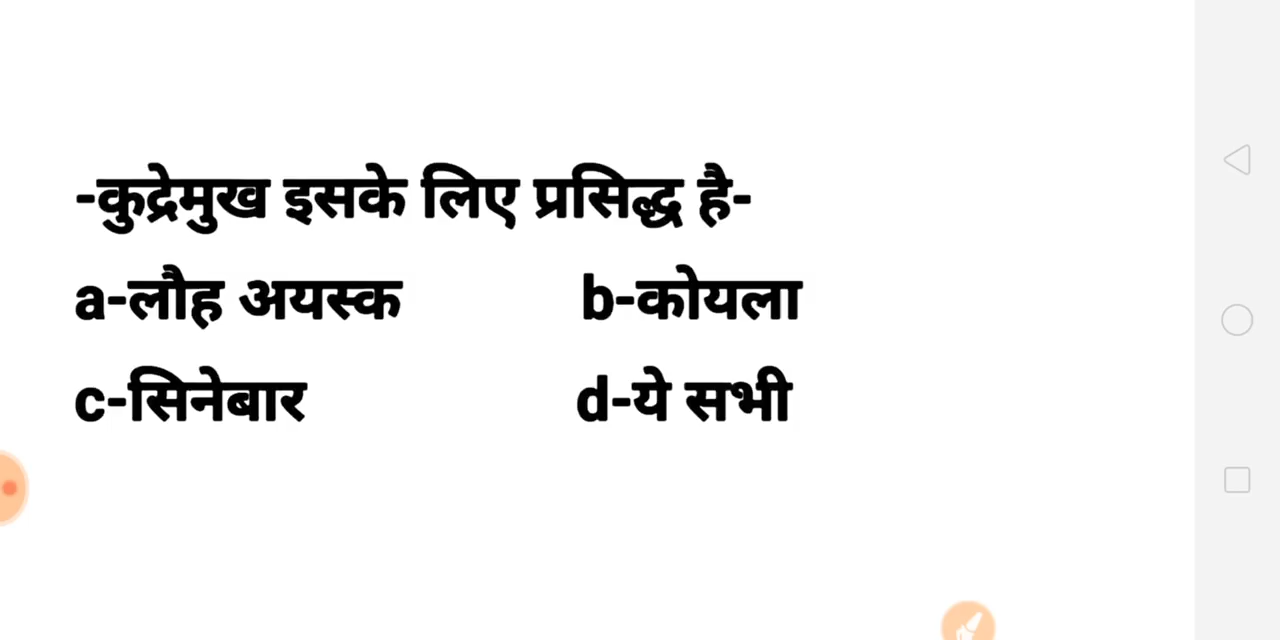 -कुद्रेमुख इसके लिए प्रसिद्ध है-
a-लौह अयस्क b-कोयला
c-सिनेबार d-ये सभी